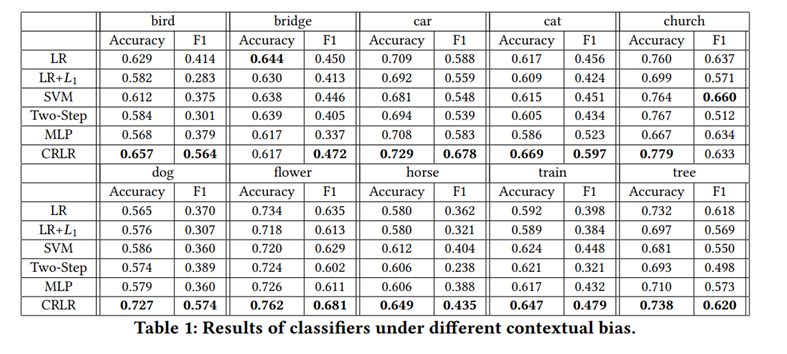 bird bridge car cat church
Accuracy F1 Accuracy F1 Accuracy F1 Accuracy F1 Accuracy F1
LR 0.629 0.414 0.644 0.450 0.709 0.588 0.617 0.456 0.760 0.637
LR+L1 0.582 0.283 0.630 0.413 0.692 0.559 0.609 0.424 0.699 0.571
SVM 0.612 0.375 0.638 0.446 0.681 0.548 0.615 0.451 0.764 0.660
Two-Step 0.584 0.301 0.639 0.405 0.694 0.539 0.605 0.434 0.767 0.512
MLP 0.568 0.379 0.617 0.337 0.708 0.583 0.586 0.523 0.667 0.634
CRLR 0.657 0.564 0.617 0.472 0.729 0.678 0.669 0.597 0.779 0.633
dog flower horse train tree
Accuracy F1 Accuracy F1 Accuracy F1 Accuracy F1 Accuracy F1
LR 0.565 0.370 0.734 0.635 0.580 0.362 0.592 0.398 0.732 0.618
LR+L1 0.576 0.307 0.718 0.613 0.580 0.321 0.589 0.384 0.697 0.569
SVM 0.586 0.360 0.720 0.629 0.612 0.404 0.624 0.448 0.681 0.550
Two-Step 0.574 0.389 0.724 0.602 0.606 0.238 0.621 0.321 0.693 0.498
MLP 0.579 0.360 0.726 0.611 0.606 0.388 0.617 0.432 0.710 0.573
CRLR 0.727 0.574 0.762 0.681 0.649 0.435 0.647 0.479 0.738 0.620
Table 1: Results of classifiers under different contextual bias.